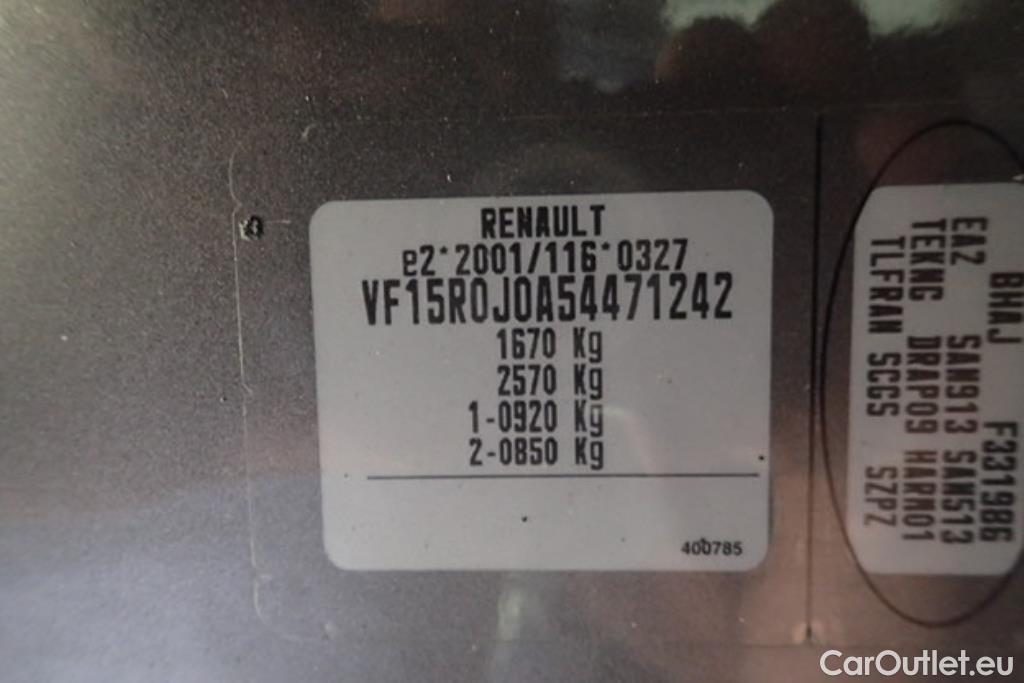 RENAULT
e2*2001/116*0327
VF15R0J0A54471242
1670 Kg
2570 Kg
1-0920 Kg
2-0850 Kg
400785
BHAJ F331986
EA2 SAN913 SAN513
TEKNG DRAP09 HARM01
TLFRAN SCGS SZPZ
CarOutlet.eu